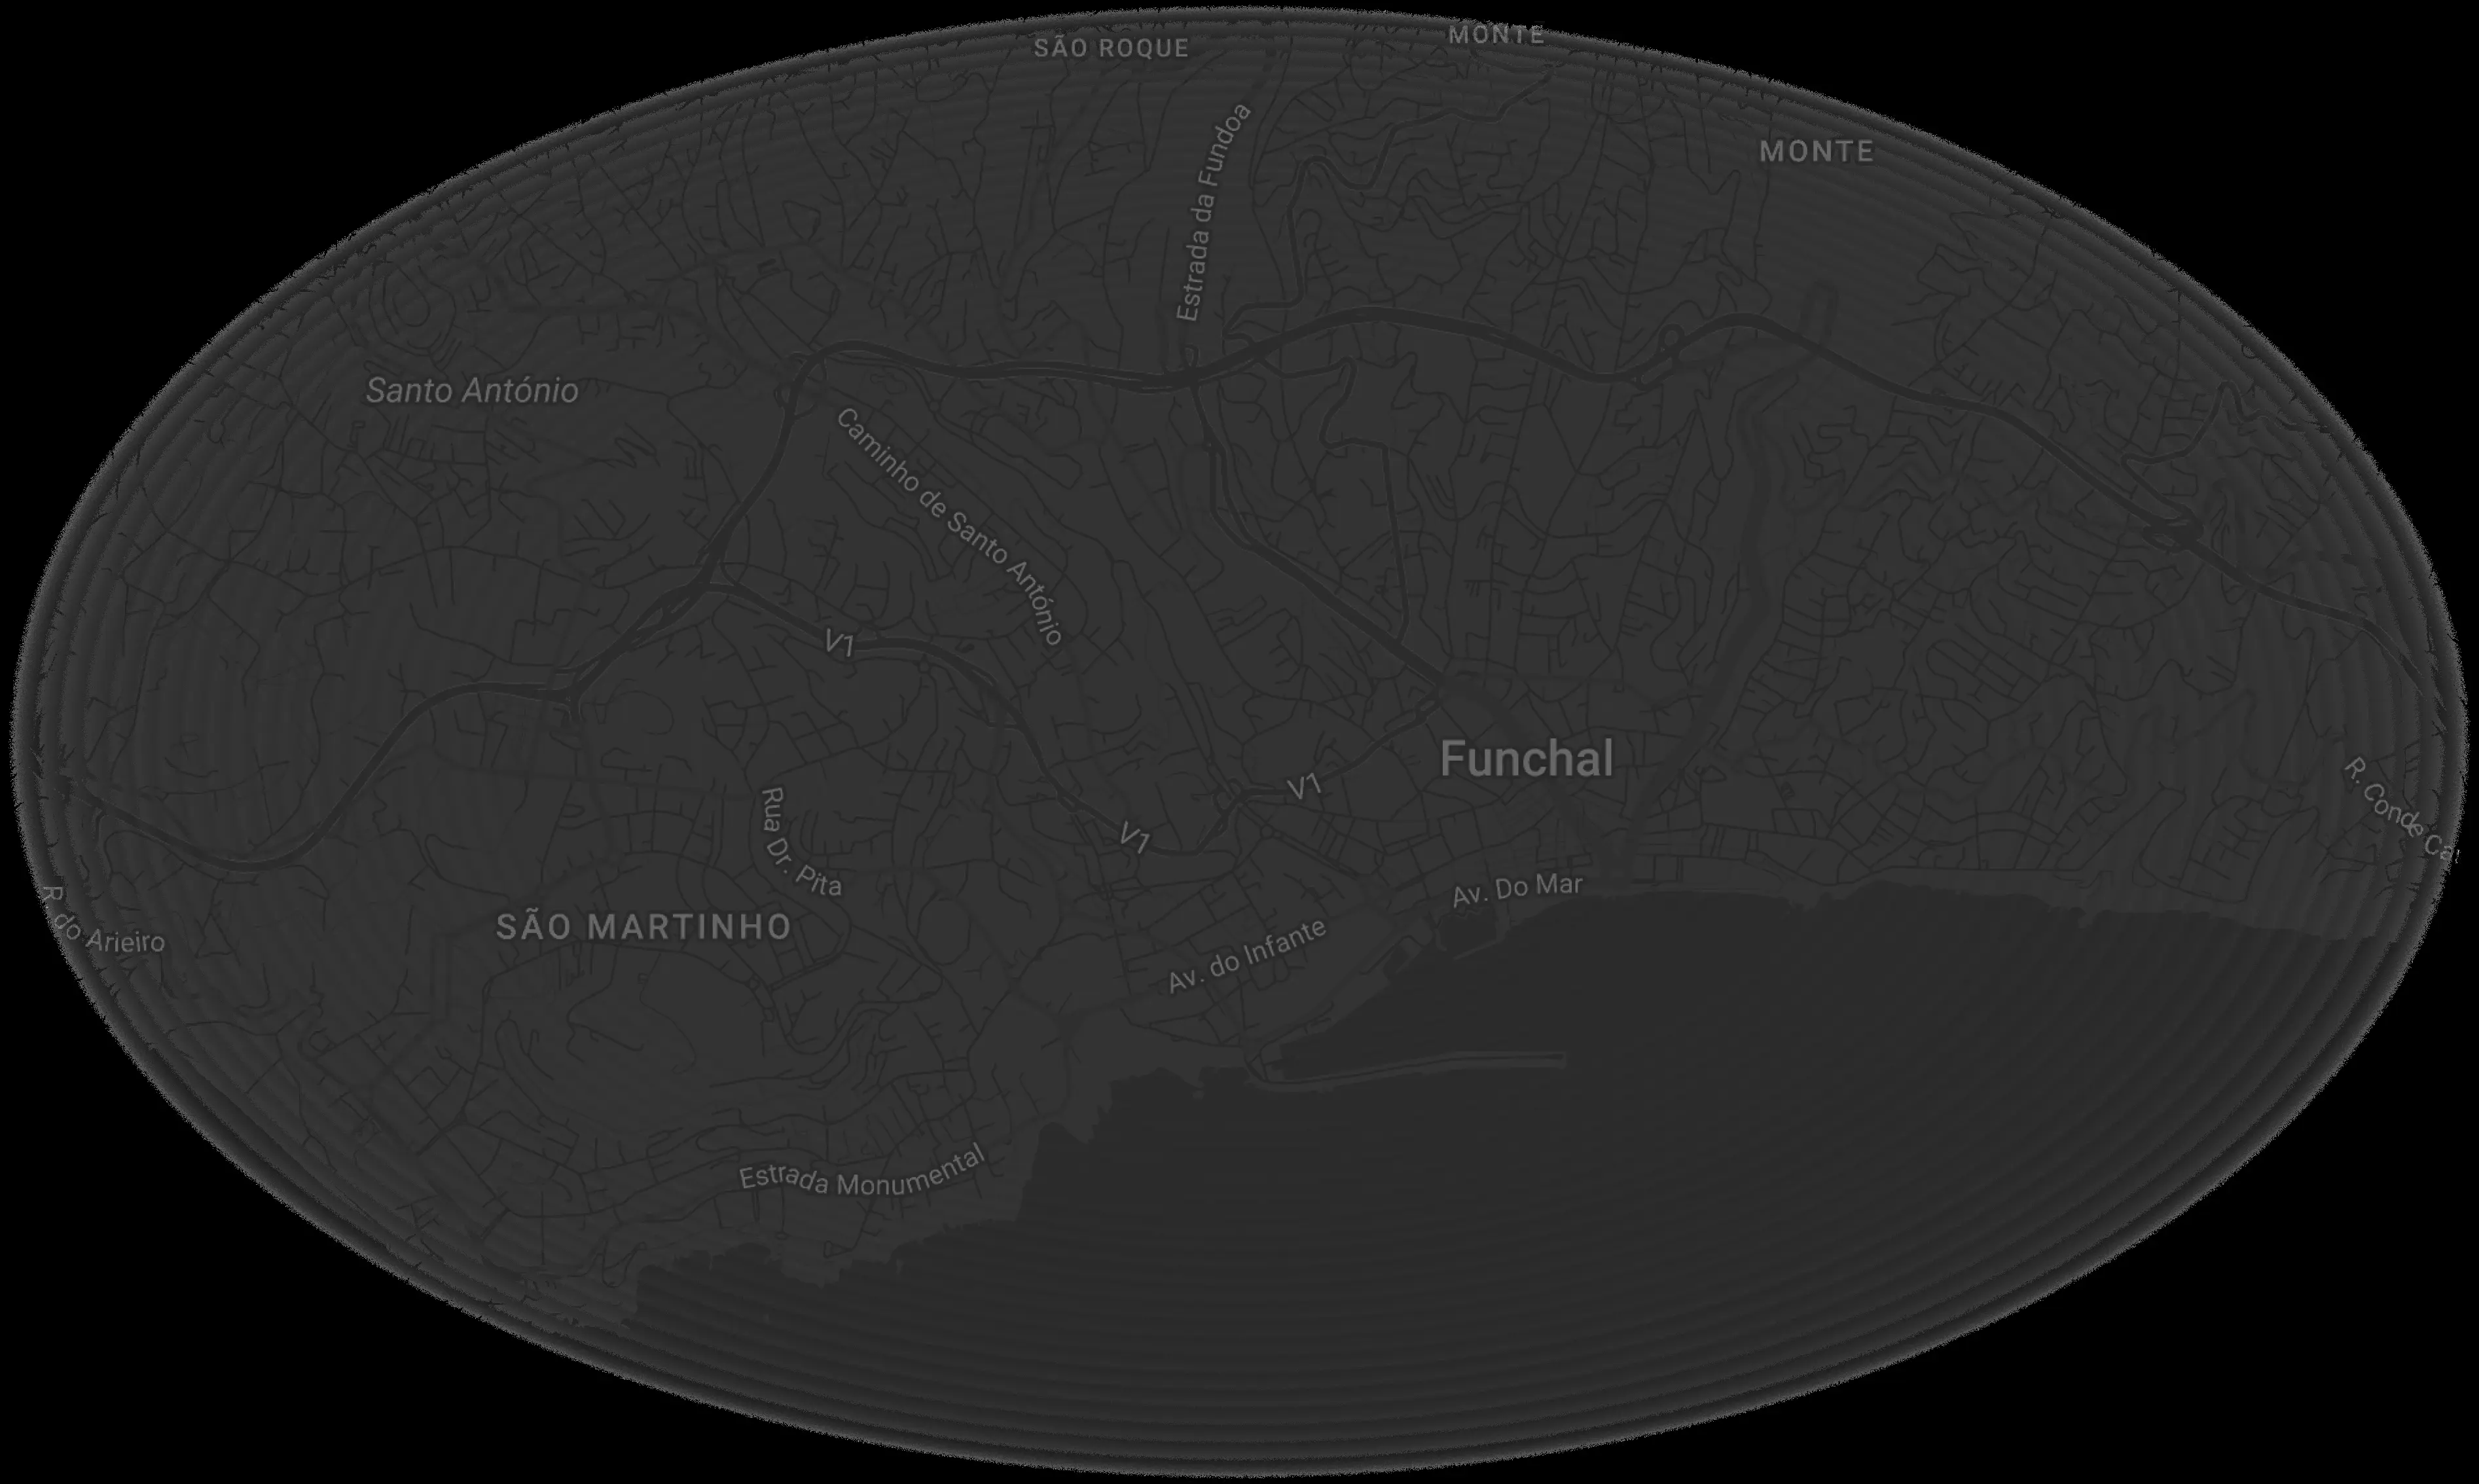 MONTE
SÃO ROQUE
MONTE
Estrada da Fundoa
Santo António
Caminho de Santo António
V1
Funchal
V1
Rua Dr. Pita
V1
R. Conde Ca
Av. Do Mar
R. do Arieiro
SÃO MARTINHO
Av. do Infante
Estrada Monumental